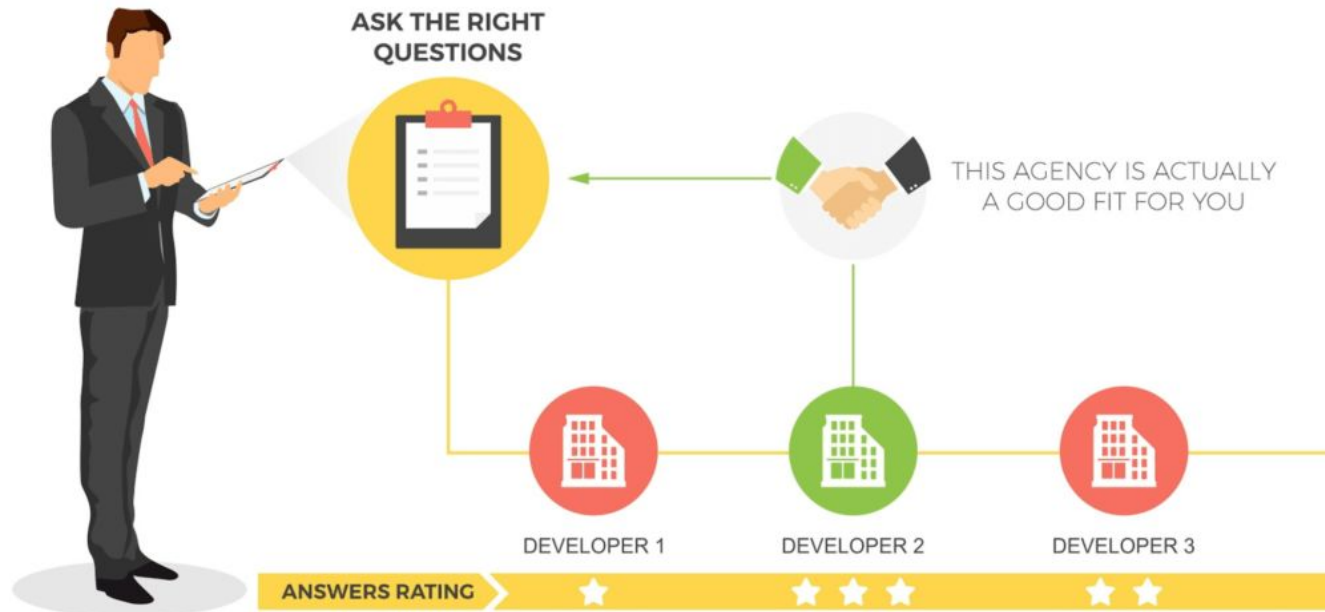 ASK THE RIGHT
QUESTIONS
THIS AGENCY IS ACTUALLY
A GOOD FIT FOR YOU
DEVELOPER 1
DEVELOPER 2
DEVELOPER 3
ANSWERS RATING